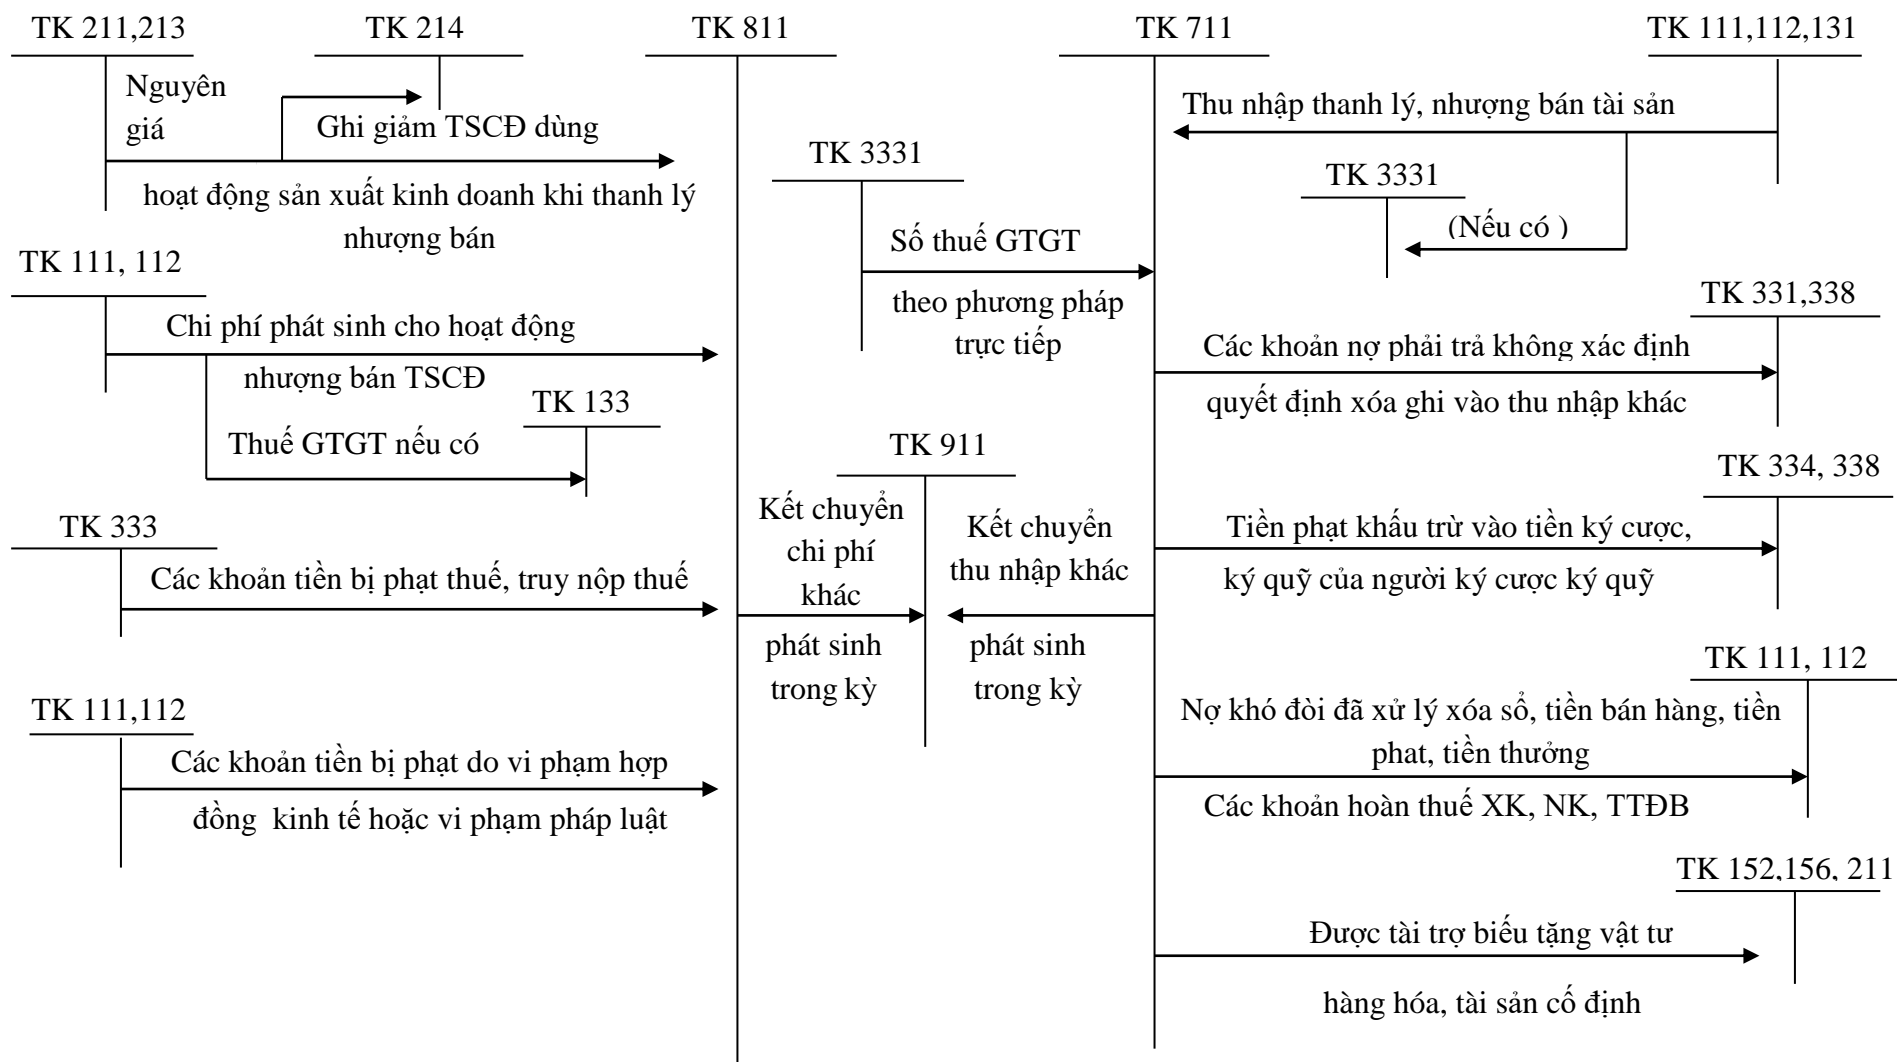 TK 211,213
TK 214
TK 811
TK 711
TK 111,112,131
Nguyên
giá
Ghi giảm TSCĐ dùng
hoạt động sản xuất kinh doanh khi thanh lý
nhượng bán
Thu nhập thanh lý, nhượng bán tài sản
TK 3331
TK 3331
(Nếu có )
Số thuế GTGT
theo phương pháp
trực tiếp
TK 111, 112
Chi phí phát sinh cho hoạt động
nhượng bán TSCĐ
TK 133
Thuế GTGT nếu có
TK 331,338
Các khoản nợ phải trả không xác định
quyết định xóa ghi vào thu nhập khác
TK 911
TK 334, 338
Kết chuyển
chi phí
khác
phát sinh
trong kỳ
Kết chuyển
thu nhập khác
phát sinh
trong kỳ
Tiền phạt khấu trừ vào tiền ký cược,
ký quỹ của người ký cược ký quỹ
TK 333
Các khoản tiền bị phạt thuế, truy nộp thuế
TK 111, 112
Nợ khó đòi đã xử lý xóa sổ, tiền bán hàng, tiền
phat, tiền thưởng
Các khoản hoàn thuế XK, NK, TTĐB
TK 111,112
Các khoản tiền bị phạt do vi phạm hợp
đồng kinh tế hoặc vi phạm pháp luật
TK 152,156, 211
Được tài trợ biếu tặng vật tư
hàng hóa, tài sản cố định